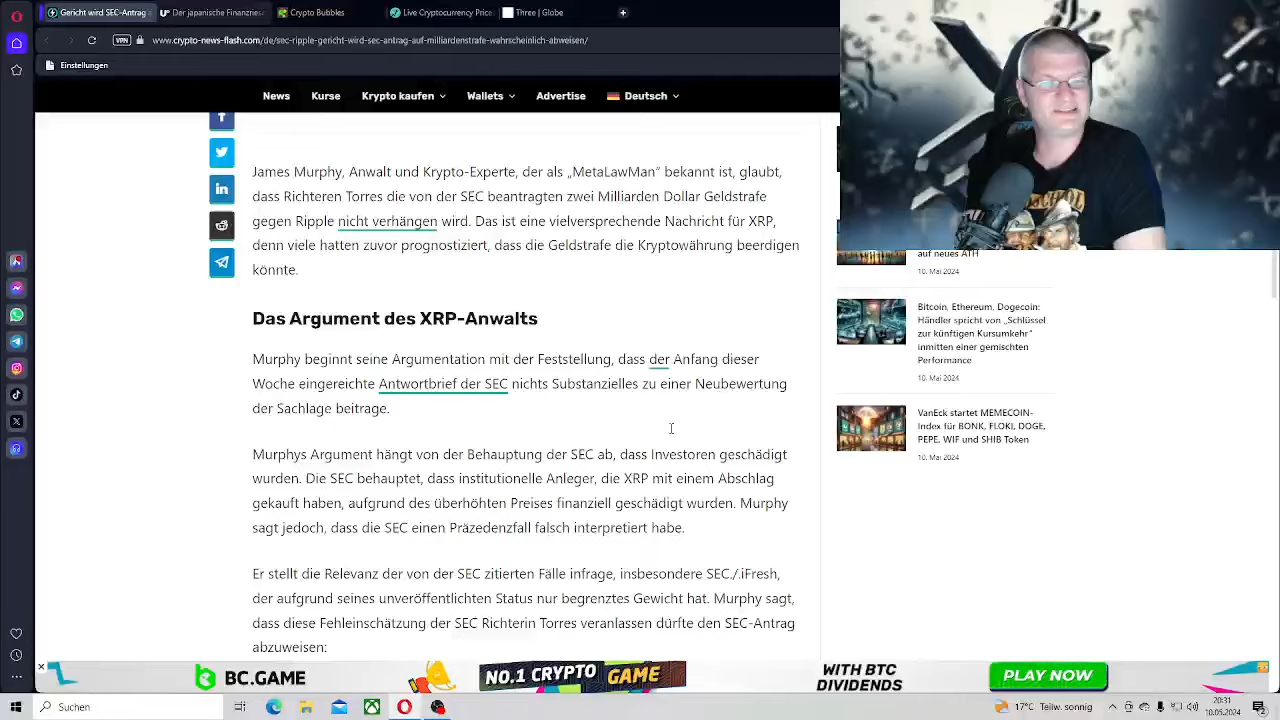 Gericht wird SEC-Antrag
Der japanische Finanzries
Crypto Bubbles
Live Cryptocurrency Price
Three | Globe
VPN
www.crypto-news-flash.com/de/sec-ripple-gericht-wird-sec-antrag-auf-milliardenstrafe-wahrscheinlich-abweisen/
Einstellungen
News
Kurse
Krypto kaufen
Wallets
Advertise
Deutsch
James Murphy, Anwalt und Krypto-Experte, der als „MetaLawMan“ bekannt ist, glaubt,
dass Richteren Torres die von der SEC beantragten zwei Milliarden Dollar Geldstrafe
gegen Ripple nicht verhängen wird. Das ist eine vielversprechende Nachricht für XRP,
denn viele hatten zuvor prognostiziert, dass die Geldstrafe die Kryptowährung beerdigen
könnte.
Das Argument des XRP-Anwalts
Murphy beginnt seine Argumentation mit der Feststellung, dass der Anfang dieser
Woche eingereichte Antwortbrief der SEC nichts Substanzielles zu einer Neubewertung
der Sachlage beitrage.
Murphys Argument hängt von der Behauptung der SEC ab, dass Investoren geschädigt
wurden. Die SEC behauptet, dass institutionelle Anleger, die XRP mit einem Abschlag
gekauft haben, aufgrund des überhöhten Preises finanziell geschädigt wurden. Murphy
sagt jedoch, dass die SEC einen Präzedenzfall falsch interpretiert habe.
Er stellt die Relevanz der von der SEC zitierten Fälle infrage, insbesondere SEC./.iFresh,
der aufgrund seines unveröffentlichten Status nur begrenztes Gewicht hat. Murphy sagt,
dass diese Fehleinschätzung der SEC Richterin Torres veranlassen dürfte den SEC-Antrag
abzuweisen:
auf neues ATH
10. Mai 2024
Bitcoin, Ethereum, Dogecoin:
Händler spricht von „Schlüssel
zur künftigen Kursumkehr“
inmitten einer gemischten
Performance
10. Mai 2024
VanEck startet MEMECOIN-
Index für BONK, FLOKI, DOGE,
PEPE, WIF und SHIB Token
10. Mai 2024
BC.GAME
NO.1 CRYPTO GAME
WITH BTC
DIVIDENDS
PLAY NOW
Suchen
17°C Teilw. sonnig
20:31
10.05.2024